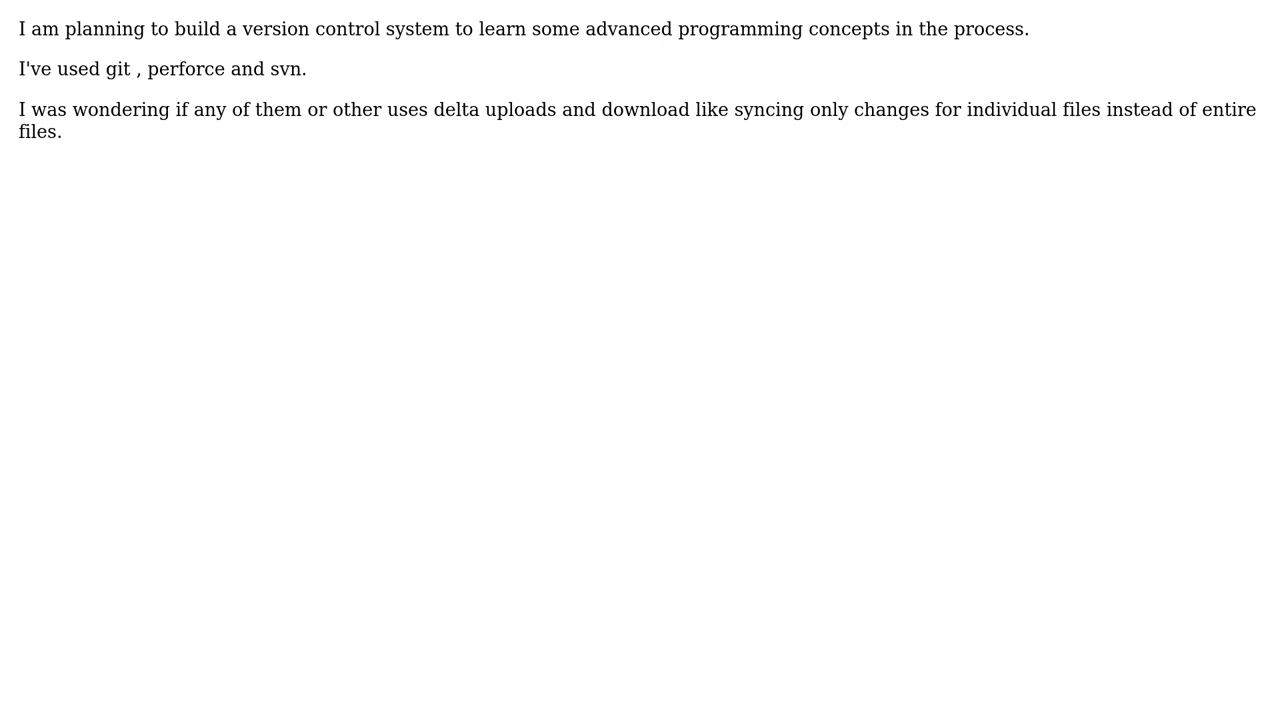 I am planning to build a version control system to learn some advanced programming concepts in the process.
I've used git , perforce and svn.
I was wondering if any of them or other uses delta uploads and download like syncing only changes for individual files instead of entire
files.